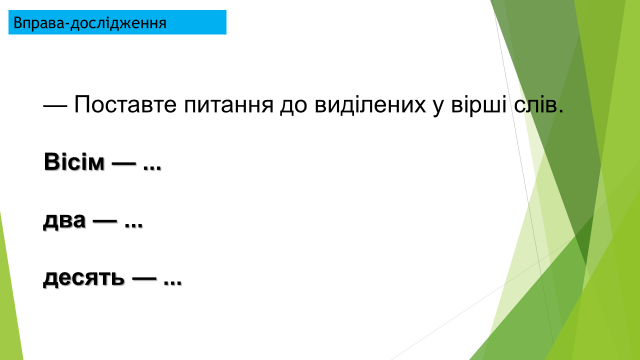 Вправа-дослідження
— Поставте питання до виділених у вірші слів.
Вісім — ...
два — ...
десять — ...